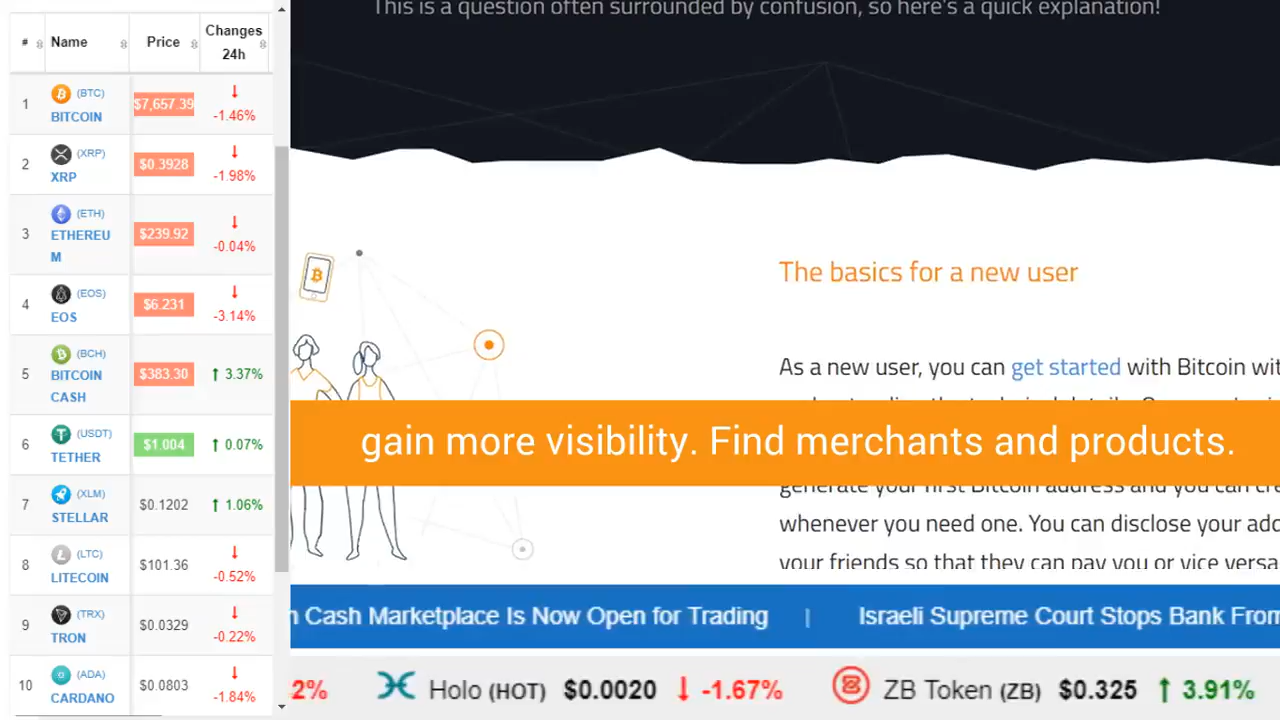 # Name Price Changes 24h
1 (BTC) BITCOIN $7,657.39 -1.46%
2 (XRP) XRP $0.3928 -1.98%
3 (ETH) ETHEREU M $239.92 -0.04%
4 (EOS) EOS $6.231 -3.14%
5 (BCH) BITCOIN CASH $383.30 3.37%
6 (USDT) TETHER $1.004 0.07%
7 (XLM) STELLAR $0.1202 1.06%
8 (LTC) LITECOIN $101.36 -0.52%
9 (TRX) TRON $0.0329 -0.22%
10 (ADA) CARDANO $0.0803 -1.84%
This is a question often surrounded by confusion, so here's a quick explanation!
The basics for a new user
As a new user, you can get started with Bitcoin wit
gain more visibility. Find merchants and products.
generate your first Bitcoin address and you can cre
whenever you need one. You can disclose your add
your friends so that they can pay you or vice versa
n Cash Marketplace Is Now Open for Trading | Israeli Supreme Court Stops Bank From
2% Holo (HOT) $0.0020 -1.67% ZB Token (ZB) $0.325 3.91%